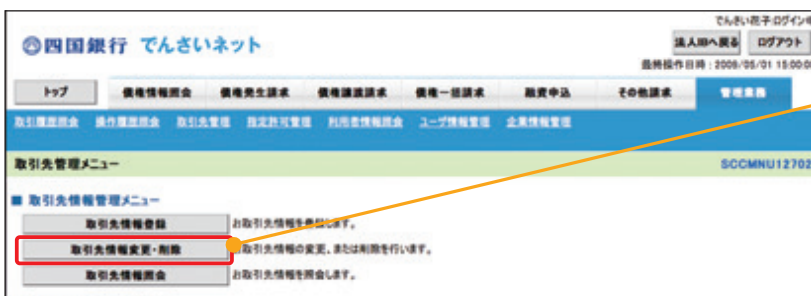 でんさい花子:ログイン中
四国銀行 でんさいネット
法人IBへ戻る ログアウト
最終操作日時：2009/05/01 15:00:0
トップ 債権情報照会 債権発生請求 債権譲渡請求 債権一括請求 融資申込 その他請求 管理業務
取引履歴照会 操作履歴照会 取引先管理 指定許可管理 利用者情報照会 ユーザ情報管理 企業情報管理
取引先管理メニュー SCCMNU12702
■ 取引先情報管理メニュー
取引先情報登録 お取引先情報を登録します。
取引先情報変更・削除 お取引先情報の変更、または削除を行います。
取引先情報照会 お取引先情報を照会します。